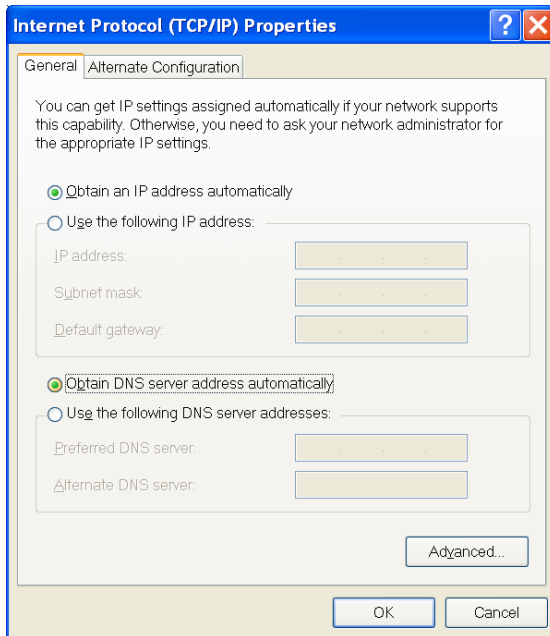 Internet Protocol (TCP/IP) Properties
General
Alternate Configuration
You can get IP settings assigned automatically if your network supports
this capability. Otherwise, you need to ask your network administrator for
the appropriate IP settings.
Obtain an IP address automatically
Use the following IP address:
IP address:
Subnet mask:
Default gateway:
Obtain DNS server address automatically
Use the following DNS server addresses:
Preferred DNS server:
Alternate DNS server:
Advanced...
OK
Cancel